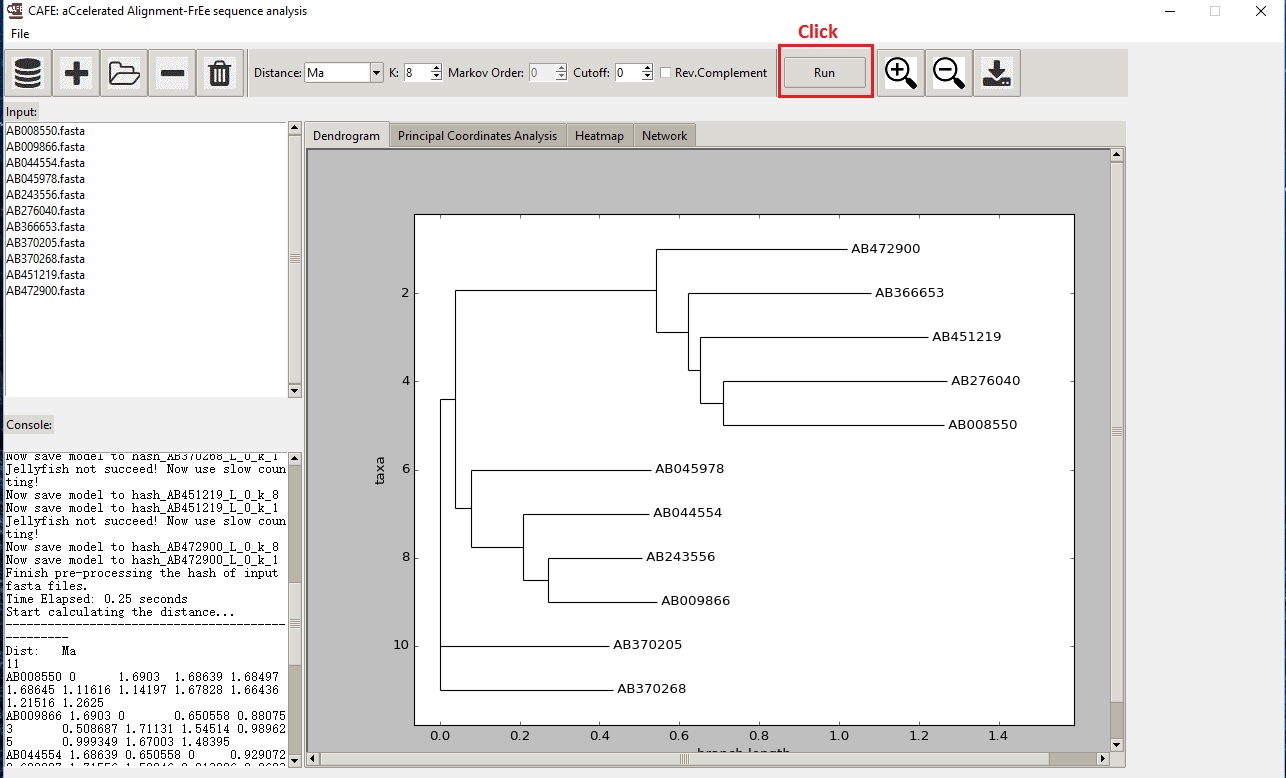 CAFE: aCcelerated Alignment-FrEe sequence analysis
File
Click
Distance: Ma K: 8 Markov Order: 0 Cutoff: 0 Rev.Complement Run
Input:
AB008550.fasta
AB009866.fasta
AB044554.fasta
AB045978.fasta
AB243556.fasta
AB276040.fasta
AB366653.fasta
AB370205.fasta
AB370268.fasta
AB451219.fasta
AB472900.fasta
Console:
Now save model to hash_AB370268_L_0_k_1
Jellyfish not succeed! Now use slow coun
ting!
Now save model to hash_AB451219_L_0_k_8
Now save model to hash_AB451219_L_0_k_1
Jellyfish not succeed! Now use slow coun
ting!
Now save model to hash_AB472900_L_0_k_8
Now save model to hash_AB472900_L_0_k_1
Finish pre-processing the hash of input
fasta files.
Time Elapsed: 0.25 seconds
Start calculating the distance...
----------------------------------------
---------
Dist: Ma
11
AB008550 0 1.6903 1.68639 1.68497
1.68645 1.11616 1.14197 1.67828 1.66436
1.21516 1.2625
AB009866 1.6903 0 0.650558 0.88075
3 0.508687 1.71131 1.54514 0.98962
5 0.999349 1.67003 1.48395
AB044554 1.68639 0.650558 0 0.929072
Dendrogram Principal Coordinates Analysis Heatmap Network
AB472900
AB366653
AB451219
AB276040
AB008550
AB045978
AB044554
AB243556
AB009866
AB370205
AB370268
2
4
6
8
10
taxa
0.0 0.2 0.4 0.6 0.8 1.0 1.2 1.4
branch length